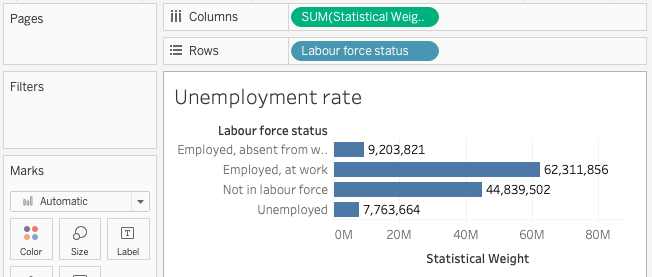 Pages
Columns
SUM(Statistical Weig..
Rows
Labour force status
Filters
Unemployment rate
Labour force status
Employed, absent from w.. 9,203,821
Employed, at work 62,311,856
Not in labour force 44,839,502
Unemployed 7,763,664
0M 20M 40M 60M 80M
Statistical Weight
Marks
Automatic
Color Size Label